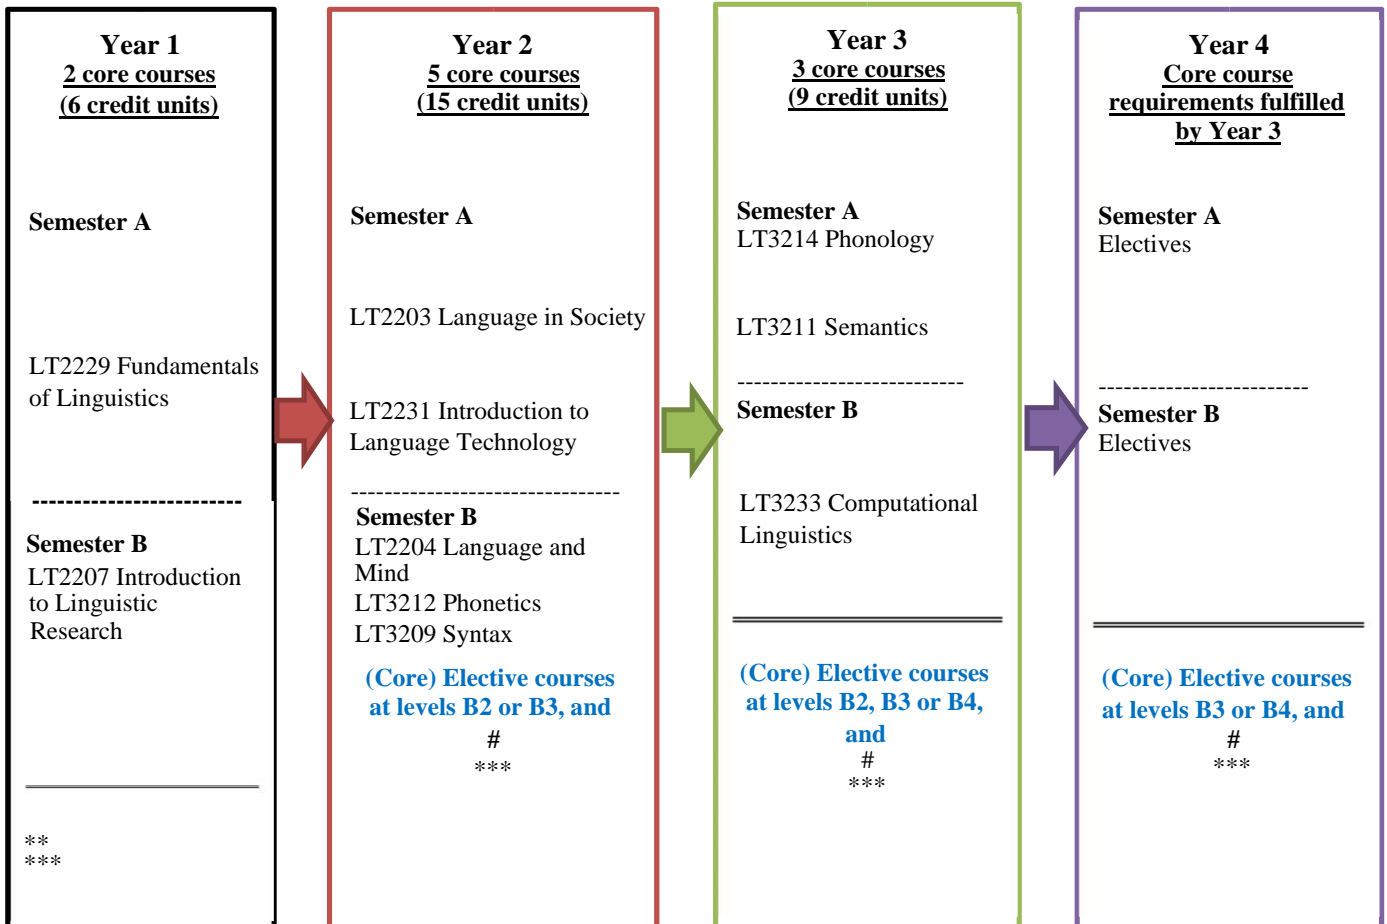 Year 1
2 core courses
(6 credit units)
Semester A
LT2229 Fundamentals
of Linguistics
-------------------------
Semester B
LT2207 Introduction
to Linguistic
Research
**
***
Year 2
5 core courses
(15 credit units)
Semester A
LT2203 Language in Society
LT2231 Introduction to
Language Technology
--------------------------------
Semester B
LT2204 Language and
Mind
LT3212 Phonetics
LT3209 Syntax
(Core) Elective courses
at levels B2 or B3, and
#
***
Year 3
3 core courses
(9 credit units)
Semester A
LT3214 Phonology
LT3211 Semantics
---------------------------
Semester B
LT3233 Computational
Linguistics
(Core) Elective courses
at levels B2, B3 or B4,
and
#
***
Year 4
Core course
requirements fulfilled
by Year 3
Semester A
Electives
-------------------------
Semester B
Electives
(Core) Elective courses
at levels B3 or B4, and
#
***